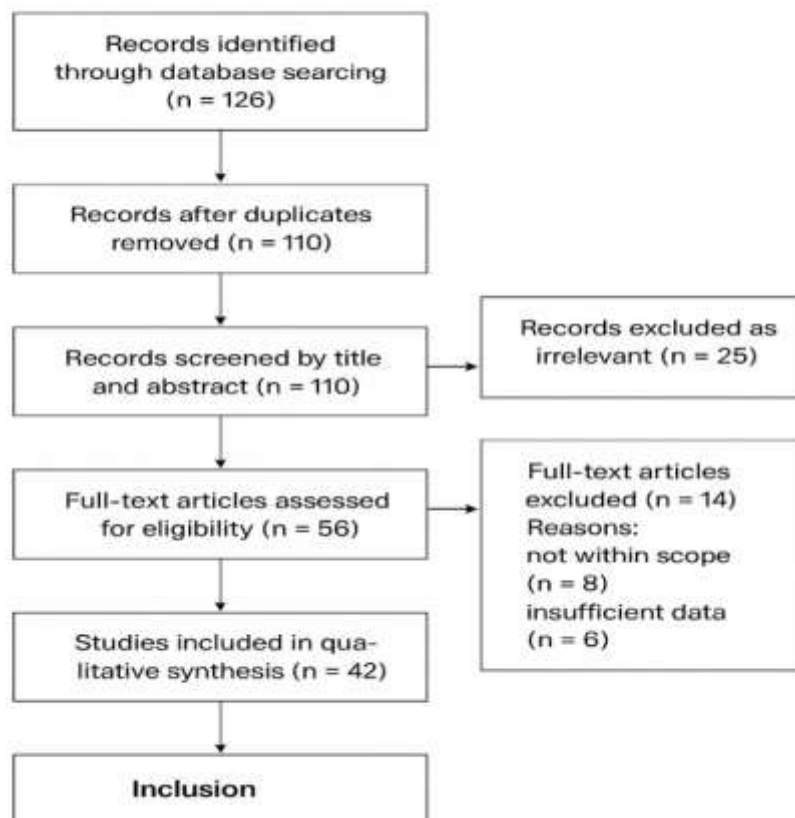 Records identified
through database searcing
(n = 126)
Records after duplicates
removed (n = 110)
Records screened by title
and abstract (n = 110)
Records excluded as
irrelevant (n = 25)
Full-text articles assessed
for eligibility (n = 56)
Full-text articles
excluded (n = 14)
Reasons:
not within scope
(n = 8)
insufficient data
(n = 6)
Studies included in qua-
litative synthesis (n = 42)
Inclusion